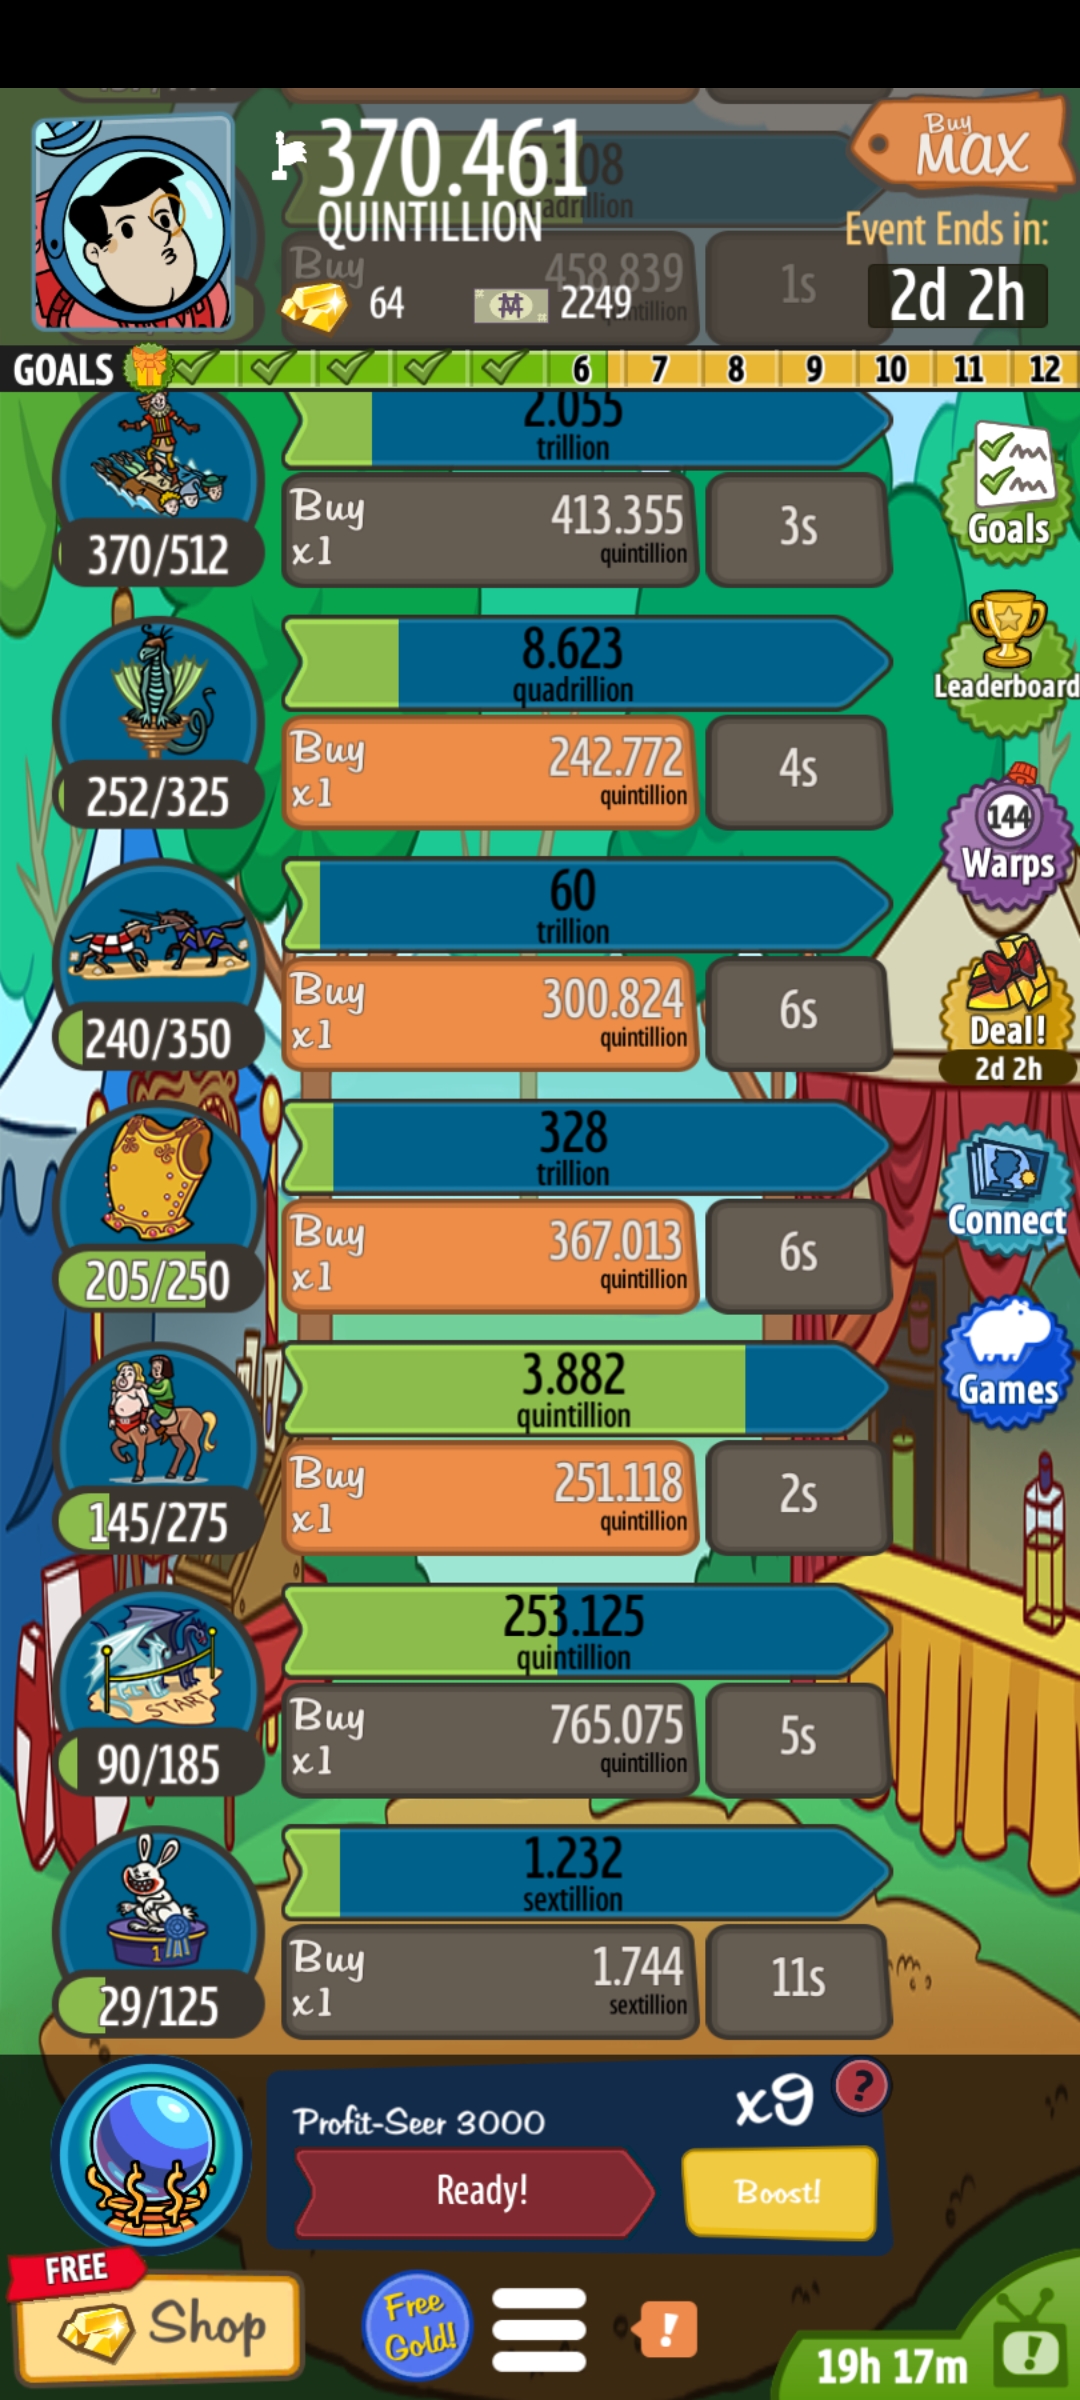 370.461
QUINTILLION
Buy
MAX
Event Ends in:
2d 2h
64
2249
Buy
458.839
1s
GOALS
6 7 8 9 10 11 12
2.055
trillion
370/512
Buy
x1
413.355
quintillion
3s
Goals
8.623
quadrillion
252/325
Buy
x1
242.772
quintillion
4s
Leaderboard
60
trillion
240/350
Buy
x1
300.824
quintillion
6s
144
Warps
Deal!
2d 2h
328
trillion
205/250
Buy
x1
367.013
quintillion
6s
Connect
3.882
quintillion
145/275
Buy
x1
251.118
quintillion
2s
Games
253.125
quintillion
START
90/185
Buy
x1
765.075
quintillion
5s
1.232
sextillion
1
29/125
Buy
x1
1.744
sextillion
11s
Profit-Seer 3000
x9
?
Ready!
Boost!
FREE
Shop
Free
Gold!
!
19h 17m
!